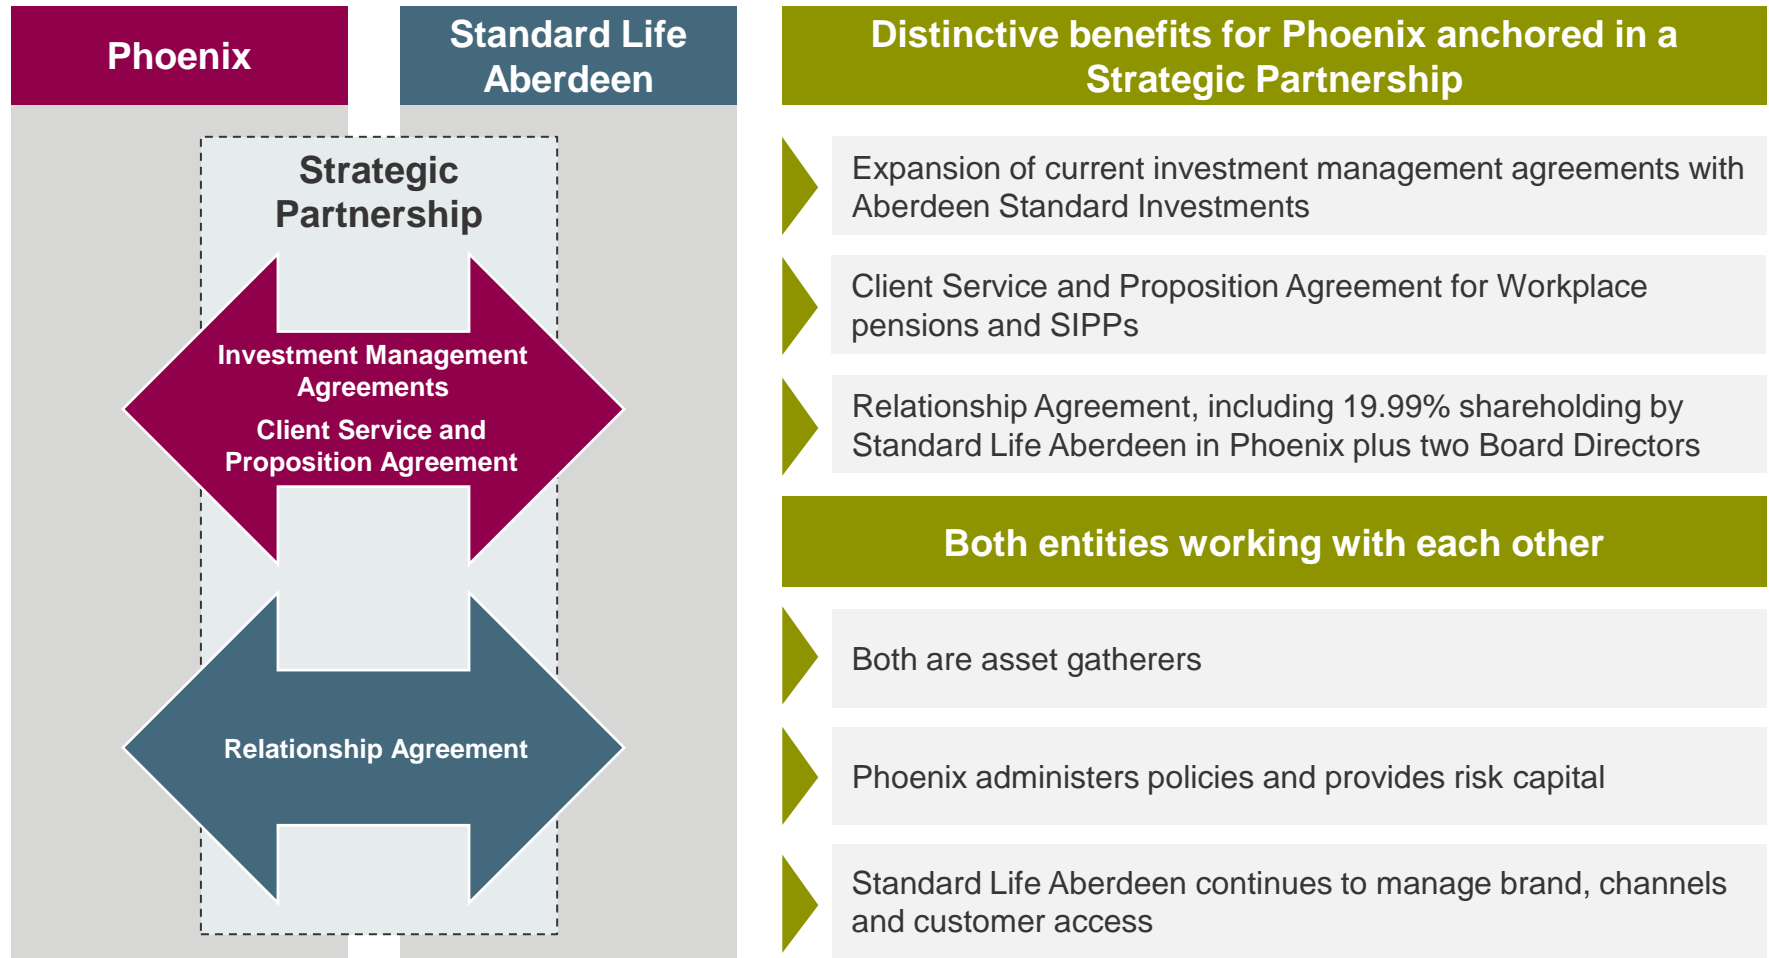 Phoenix
Standard Life
Aberdeen
Strategic
Partnership
Investment Management
Agreements
Client Service and
Proposition Agreement
Relationship Agreement
Distinctive benefits for Phoenix anchored in a
Strategic Partnership
Expansion of current investment management agreements with
Aberdeen Standard Investments
Client Service and Proposition Agreement for Workplace
pensions and SIPPs
Relationship Agreement, including 19.99% shareholding by
Standard Life Aberdeen in Phoenix plus two Board Directors
Both entities working with each other
Both are asset gatherers
Phoenix administers policies and provides risk capital
Standard Life Aberdeen continues to manage brand, channels
and customer access